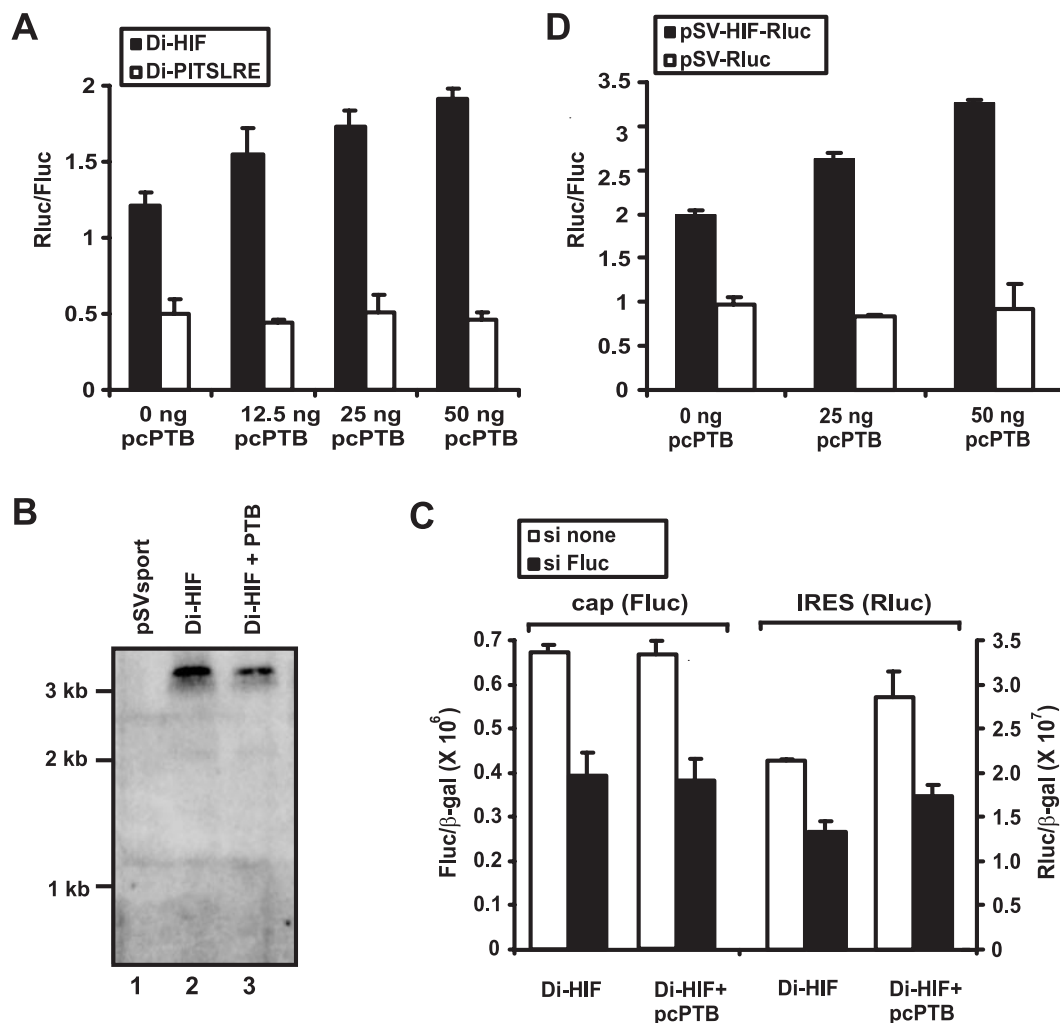 A
Di-HIF
Di-PITSLRE
Rluc/Fluc
2
1.5
1
0.5
0
0 ng pcPTB
12.5 ng pcPTB
25 ng pcPTB
50 ng pcPTB
D
pSV-HIF-Rluc
pSV-Rluc
Rluc/Fluc
3.5
3
2.5
2
1.5
1
0.5
0
0 ng pcPTB
25 ng pcPTB
50 ng pcPTB
B
pSVsport
Di-HIF
Di-HIF + PTB
3 kb
2 kb
1 kb
1 2 3
C
si none
si Fluc
cap (Fluc)
IRES (Rluc)
Fluc/β-gal (X 10⁶)
0.7
0.6
0.5
0.4
0.3
0.2
0.1
0
3.5
3.0
2.5
2.0
1.5
1.0
0.5
0
Rluc/β-gal (X 10⁷)
Di-HIF
Di-HIF+ pcPTB
Di-HIF
Di-HIF+ pcPTB